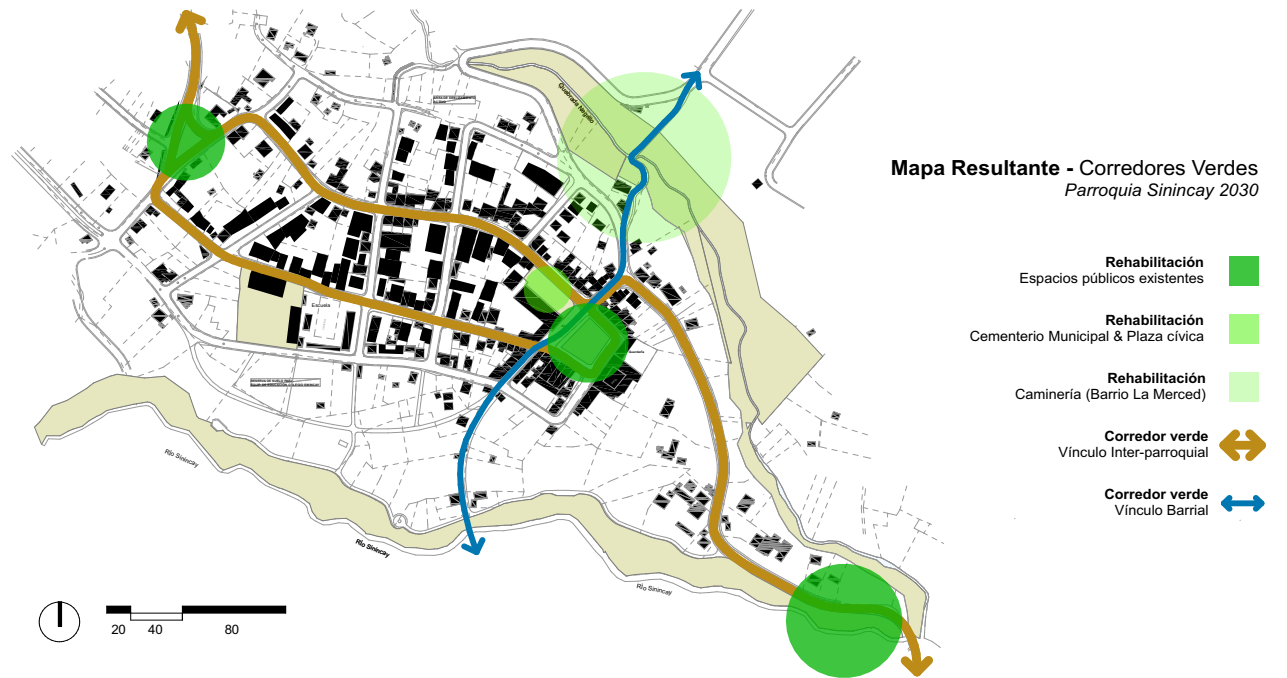 Mapa Resultante - Corredores Verdes
Parroquia Sinincay 2030
Rehabilitación
Espacios públicos existentes
Rehabilitación
Cementerio Municipal & Plaza cívica
Rehabilitación
Caminería (Barrio La Merced)
Corredor verde
Vínculo Inter-parroquial
Corredor verde
Vínculo Barrial
Quebrada Negrillo
Escuela
Río Sinincay
Río Sinincay
Río Sinincay
20 40 80